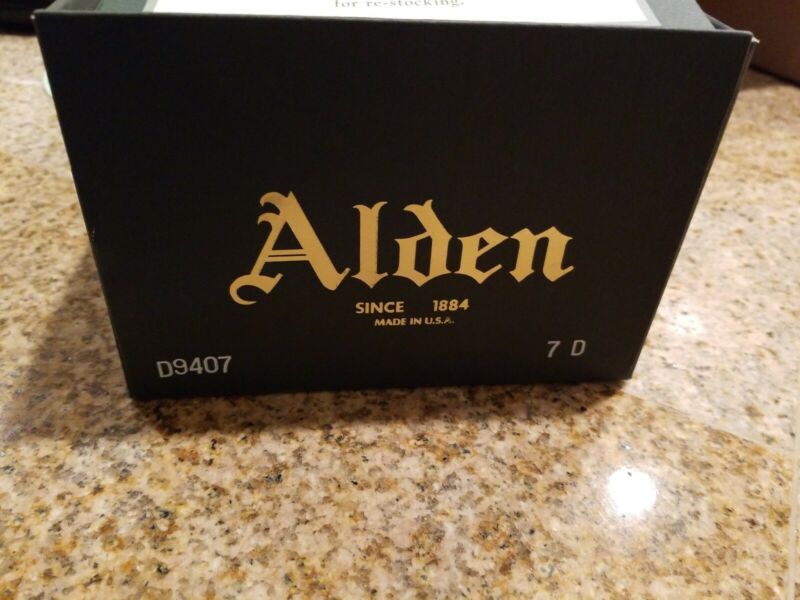 for re-stocking.
Alden
SINCE 1884
MADE IN U.S.A.
D9407 7 D